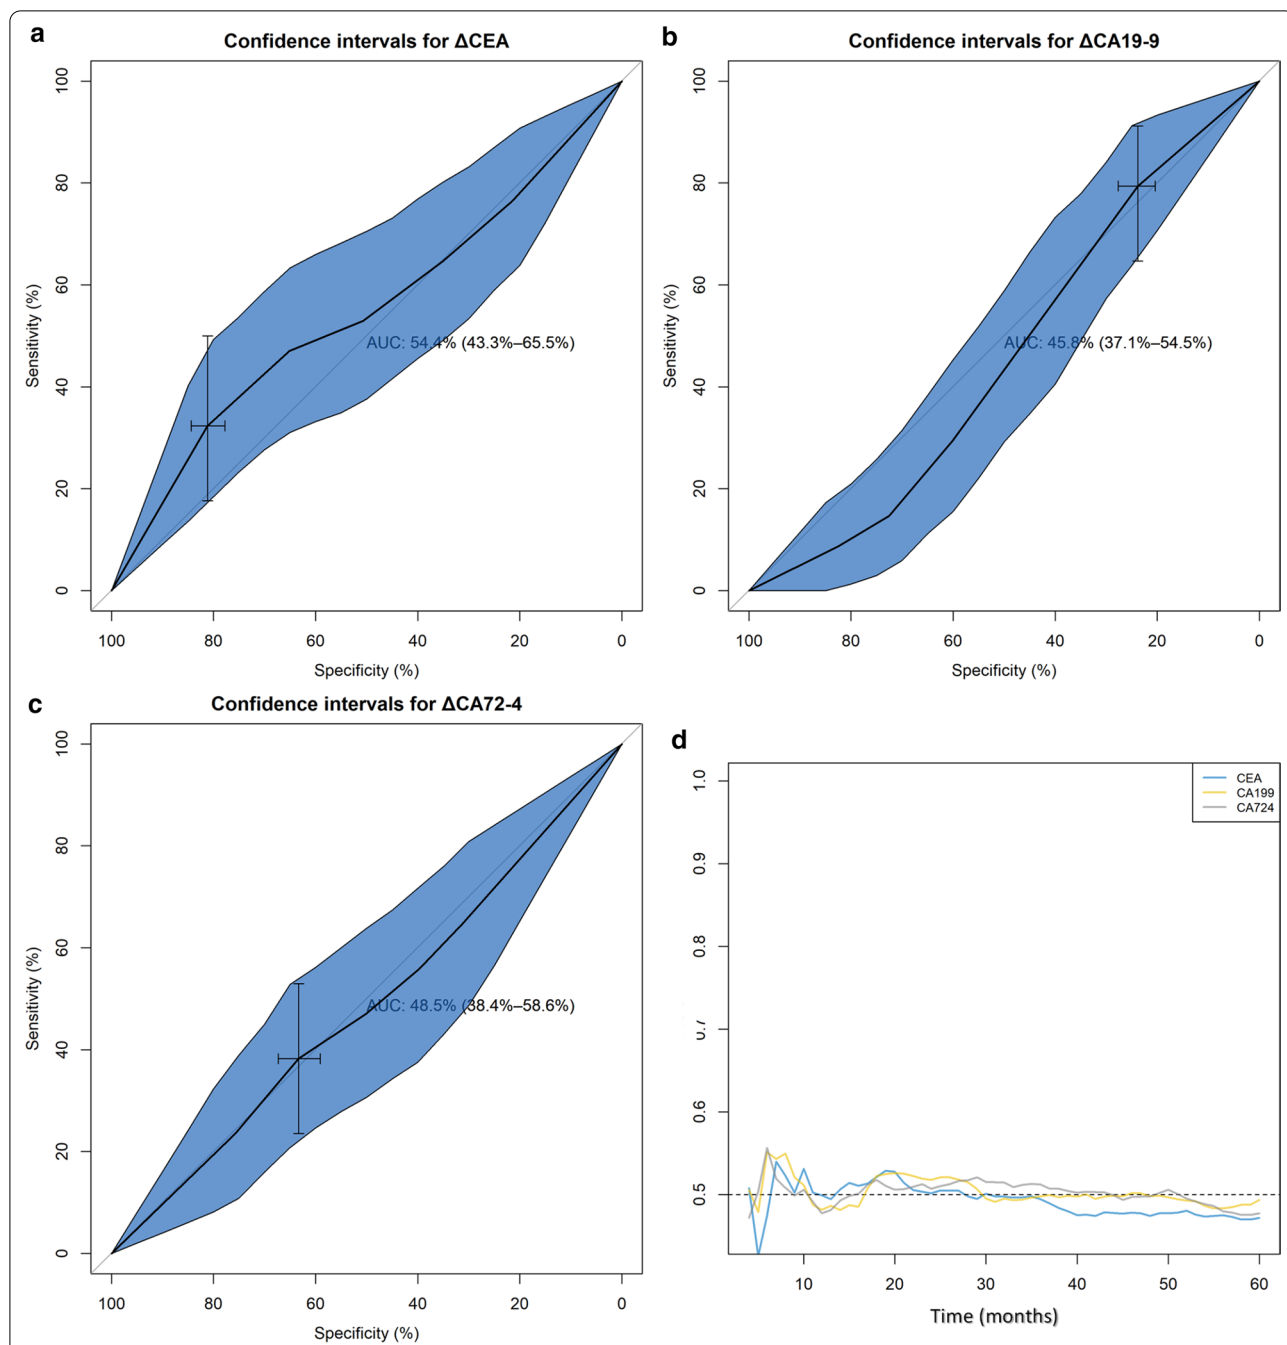 a
Confidence intervals for ΔCEA
Sensitivity (%)
100
80
60
40
20
0
AUC: 54.4% (43.3%–65.5%)
100 80 60 40 20 0
Specificity (%)
b
Confidence intervals for ΔCA19-9
Sensitivity (%)
100
80
60
40
20
0
AUC: 45.8% (37.1%–54.5%)
100 80 60 40 20 0
Specificity (%)
c
Confidence intervals for ΔCA72-4
Sensitivity (%)
100
80
60
40
20
0
AUC: 48.5% (38.4%–58.6%)
100 80 60 40 20 0
Specificity (%)
d
CEA
CA199
CA724
1.0
0.9
0.8
0.7
0.6
0.5
10 20 30 40 50 60
Time (months)